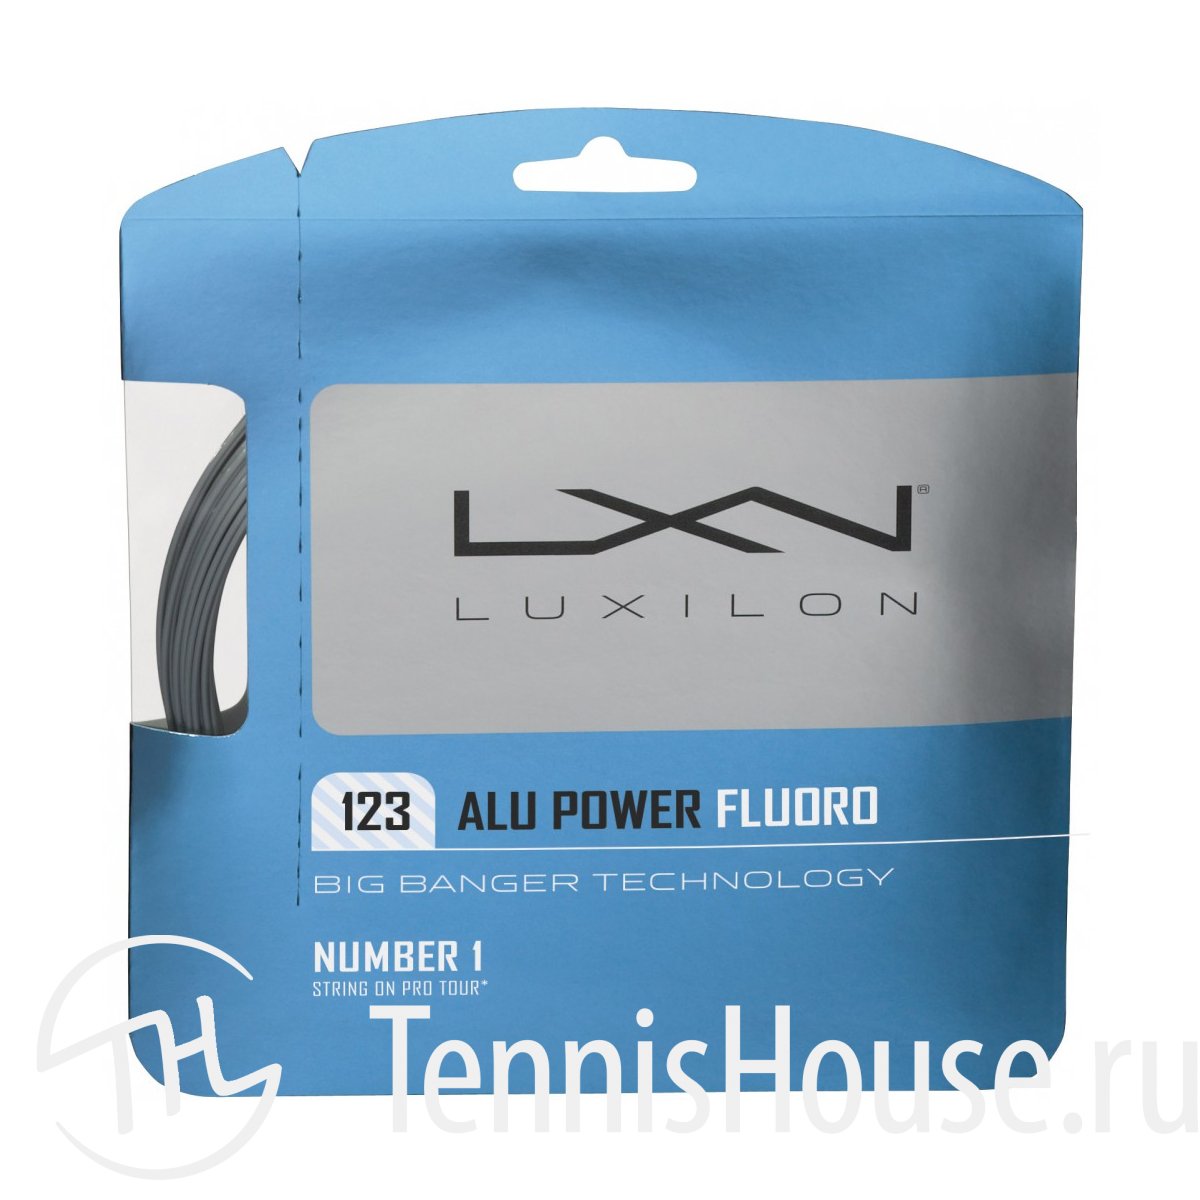 LXN®
LUXILON
123 ALU POWER FLUORO
BIG BANGER TECHNOLOGY
NUMBER 1
STRING ON PRO TOUR*
TH TennisHouse.ru